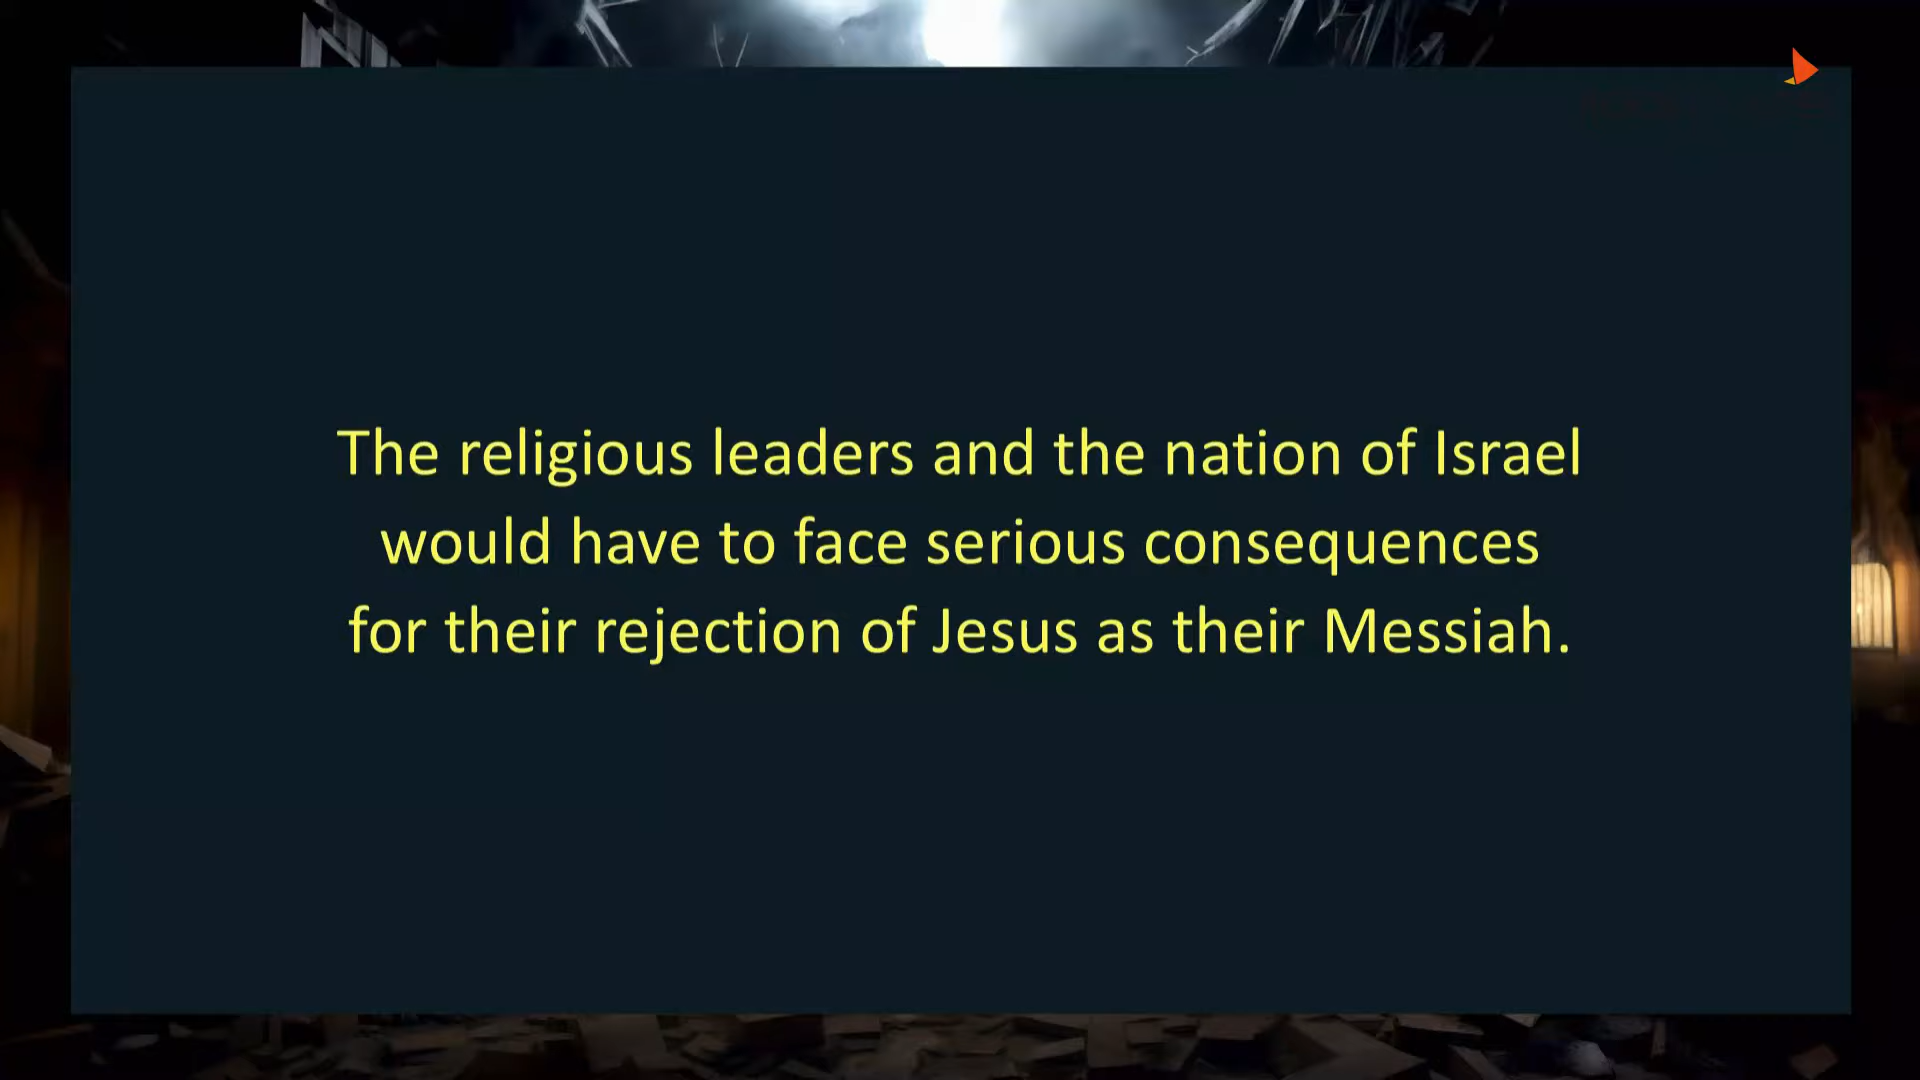 The religious leaders and the nation of Israel
would have to face serious consequences
for their rejection of Jesus as their Messiah.